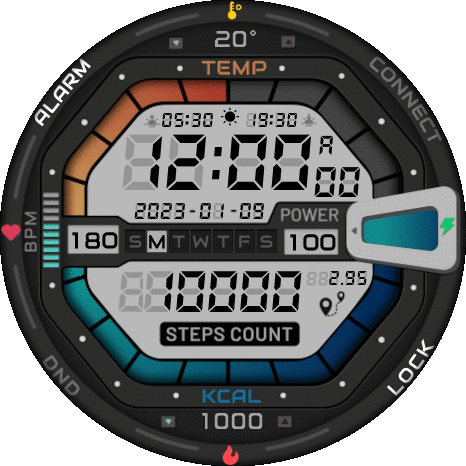 20°
TEMP
ALARM
CONNECT
05:30 19:30
12:00 A 00
2023-01-09
POWER
BPM
180 S M T W T F S 100
10000 2.95
STEPS COUNT
DND
LOCK
KCAL
1000